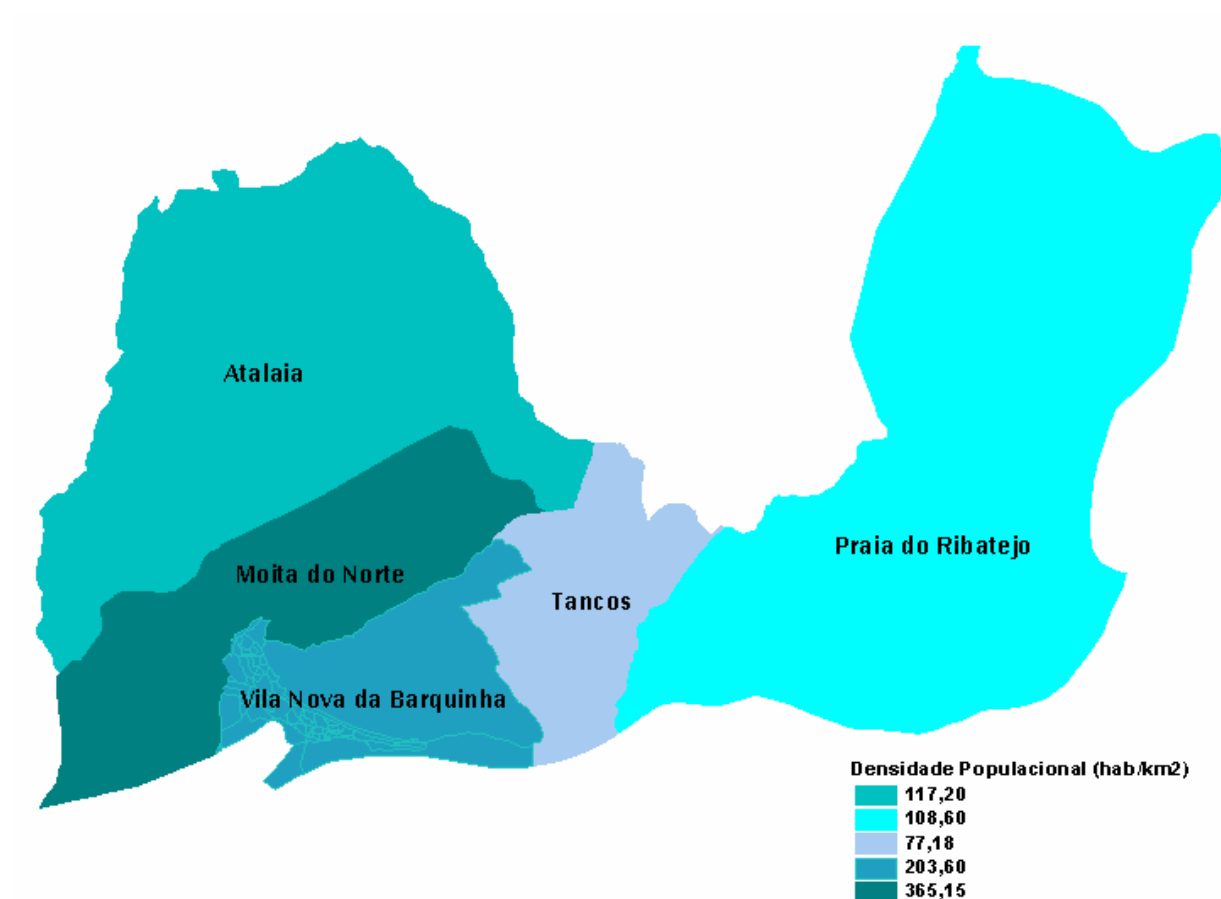 Atalaia
Praia do Ribatejo
Moita do Norte
Tancos
Vila Nova da Barquinha
Densidade Populacional (hab/km2)
117,20
108,60
77,18
203,60
365,15